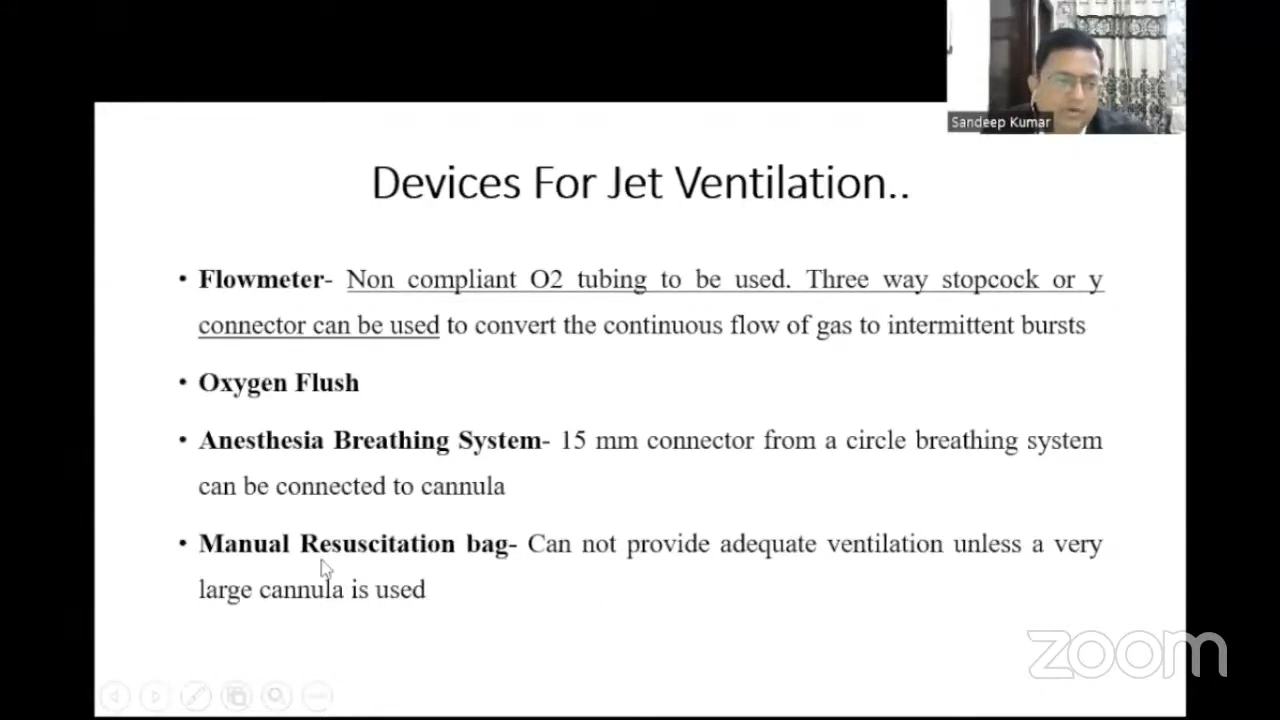 Sandeep Kumar
Devices For Jet Ventilation..
• Flowmeter- Non compliant O2 tubing to be used. Three way stopcock or y
connector can be used to convert the continuous flow of gas to intermittent bursts
• Oxygen Flush
• Anesthesia Breathing System- 15 mm connector from a circle breathing system
can be connected to cannula
• Manual Resuscitation bag- Can not provide adequate ventilation unless a very
large cannula is used
zoom